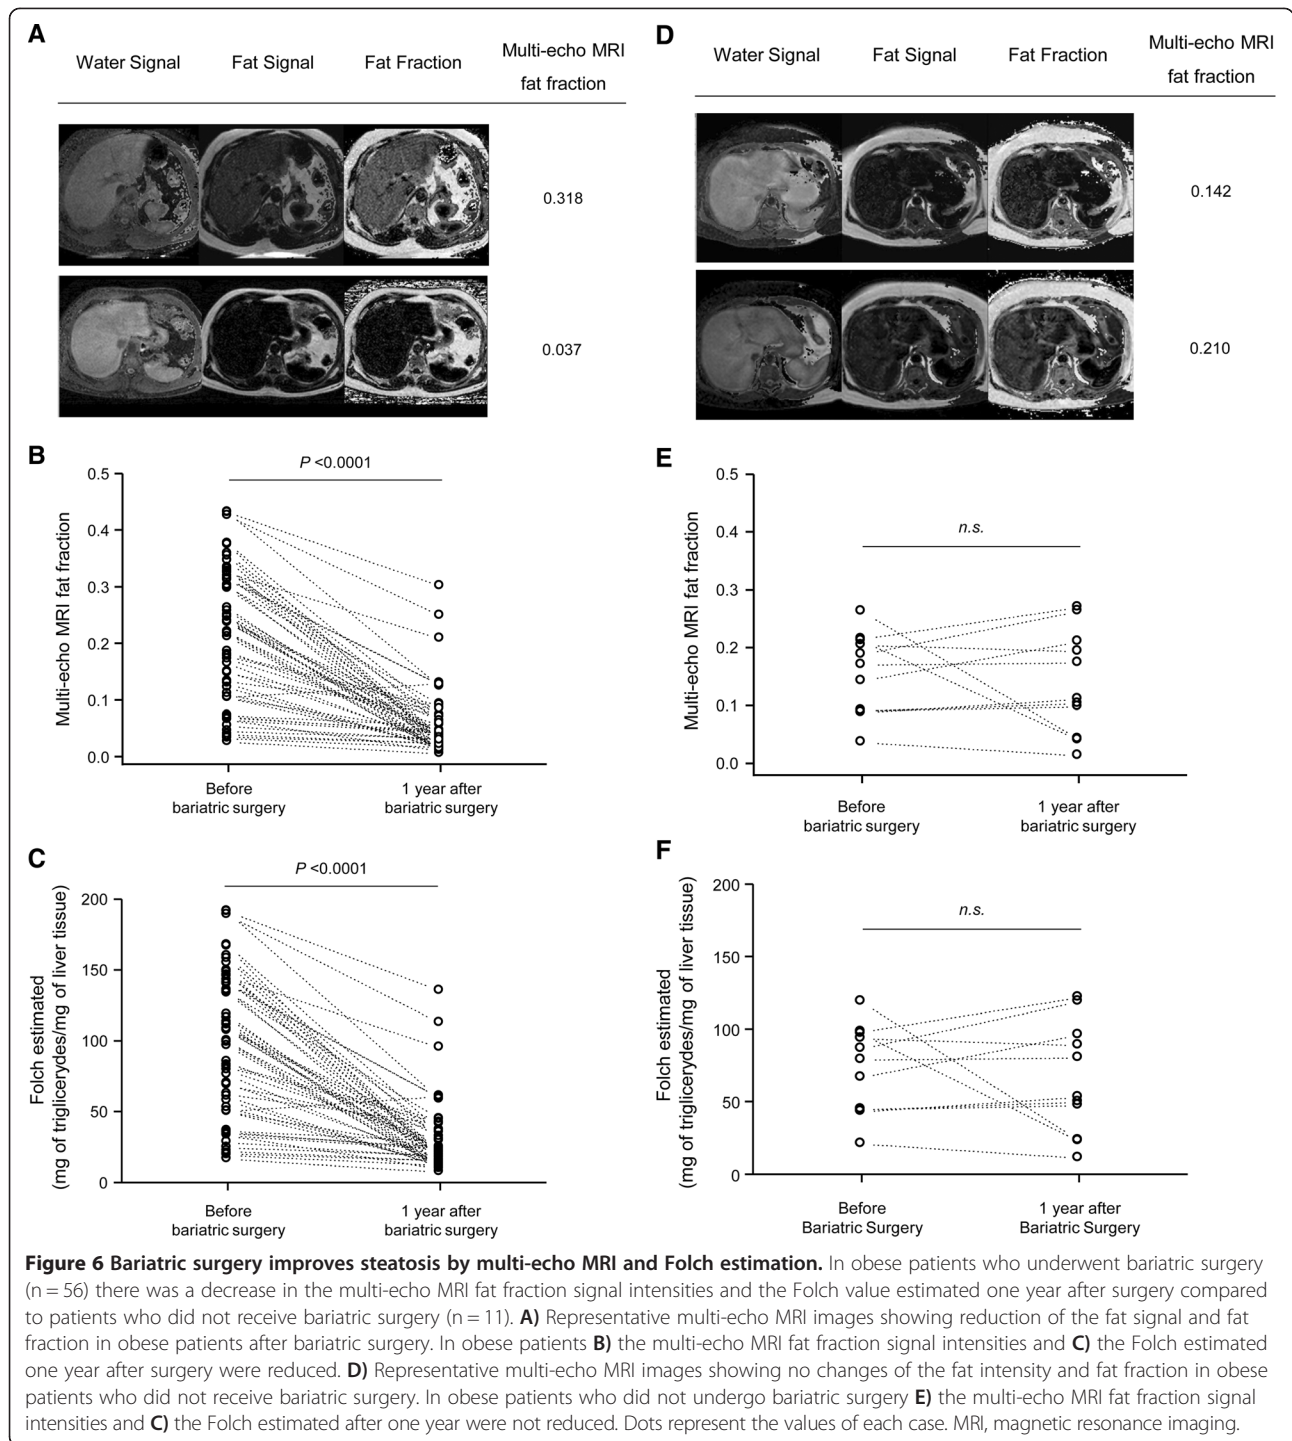 A
Water Signal Fat Signal Fat Fraction Multi-echo MRI
fat fraction
0.318
0.037
D
Water Signal Fat Signal Fat Fraction Multi-echo MRI
fat fraction
0.142
0.210
B
P <0.0001
Multi-echo MRI fat fraction
0.5
0.4
0.3
0.2
0.1
0.0
Before
bariatric surgery
1 year after
bariatric surgery
E
n.s.
Multi-echo MRI fat fraction
0.5
0.4
0.3
0.2
0.1
0.0
Before
bariatric surgery
1 year after
bariatric surgery
C
P <0.0001
Folch estimated
(mg of triglicerydes/mg of liver tissue)
200
150
100
50
0
Before
bariatric surgery
1 year after
bariatric surgery
F
n.s.
Folch estimated
(mg of triglicerydes/mg of liver tissue)
200
150
100
50
0
Before
Bariatric Surgery
1 year after
Bariatric Surgery
Figure 6 Bariatric surgery improves steatosis by multi-echo MRI and Folch estimation. In obese patients who underwent bariatric surgery
(n = 56) there was a decrease in the multi-echo MRI fat fraction signal intensities and the Folch value estimated one year after surgery compared
to patients who did not receive bariatric surgery (n = 11). A) Representative multi-echo MRI images showing reduction of the fat signal and fat
fraction in obese patients after bariatric surgery. In obese patients B) the multi-echo MRI fat fraction signal intensities and C) the Folch estimated
one year after surgery were reduced. D) Representative multi-echo MRI images showing no changes of the fat intensity and fat fraction in obese
patients who did not receive bariatric surgery. In obese patients who did not undergo bariatric surgery E) the multi-echo MRI fat fraction signal
intensities and C) the Folch estimated after one year were not reduced. Dots represent the values of each case. MRI, magnetic resonance imaging.